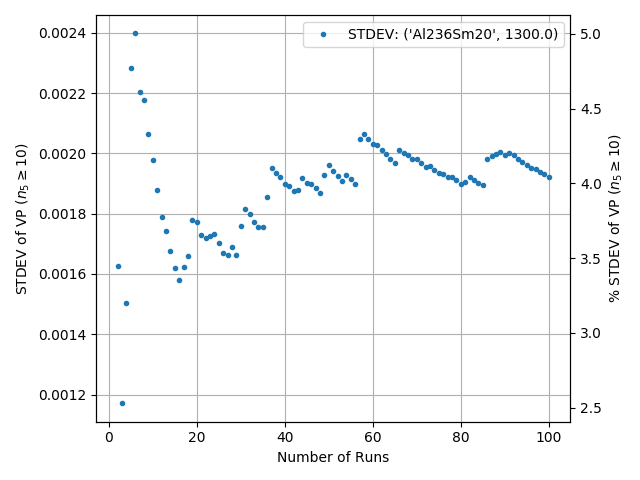 STDEV: ('Al236Sm20', 1300.0)
STDEV of VP (n₅ ≥ 10)
0.0024
0.0022
0.0020
0.0018
0.0016
0.0014
0.0012
% STDEV of VP (n₅ ≥ 10)
5.0
4.5
4.0
3.5
3.0
2.5
0 20 40 60 80 100
Number of Runs